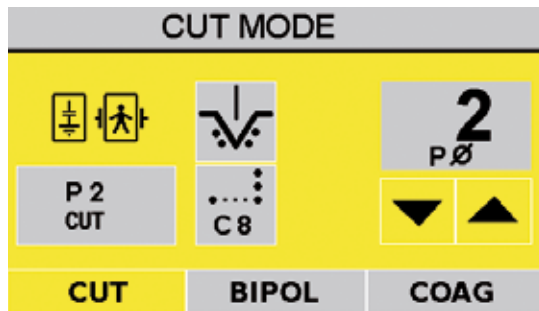 CUT MODE
2
PØ
P 2
CUT
C 8
CUT BIPOL COAG